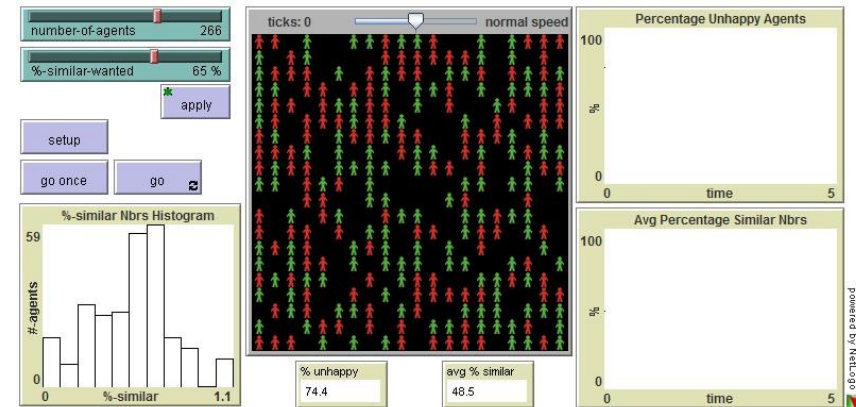 number-of-agents 266
%-similar-wanted 65 %
apply
setup
go once
go
%-similar Nbrs Histogram
59
#-agents
0
0 %-similar 1.1
ticks: 0 normal speed
% unhappy
74.4
avg % similar
48.5
Percentage Unhappy Agents
100
%
0
0 time 5
Avg Percentage Similar Nbrs
100
%
0
0 time 5
powered by NetLogo